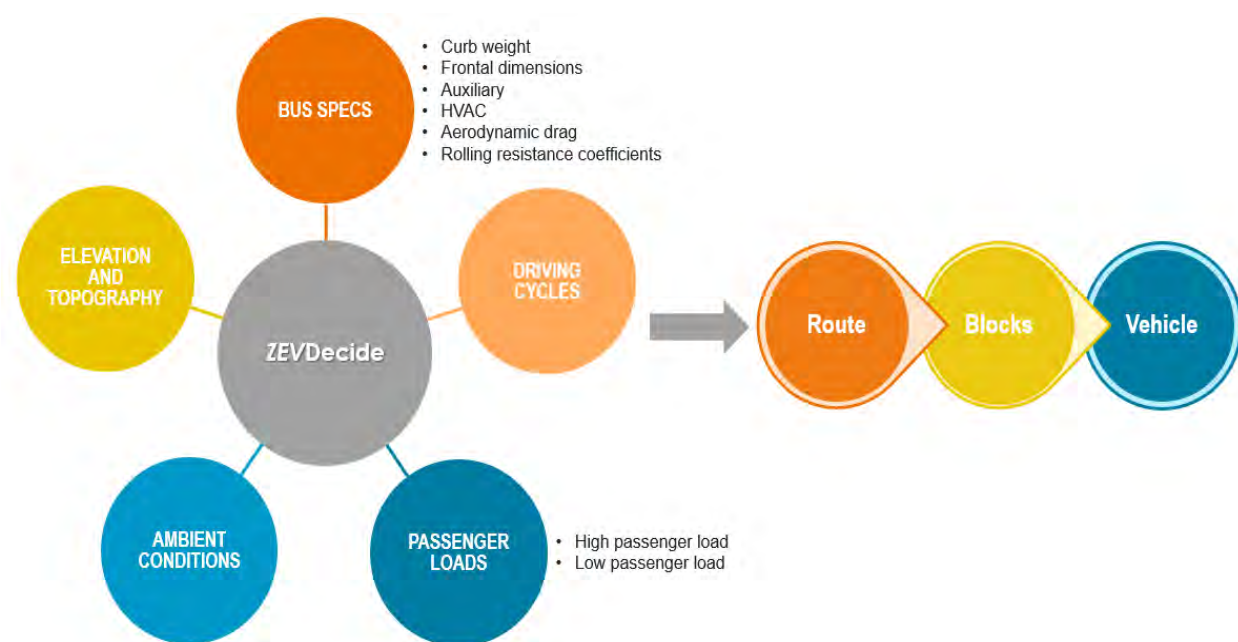 BUS SPECS
• Curb weight
• Frontal dimensions
• Auxiliary
• HVAC
• Aerodynamic drag
• Rolling resistance coefficients
ELEVATION
AND
TOPOGRAPHY
DRIVING
CYCLES
ZEVDecide
AMBIENT
CONDITIONS
PASSENGER
LOADS
• High passenger load
• Low passenger load
Route
Blocks
Vehicle